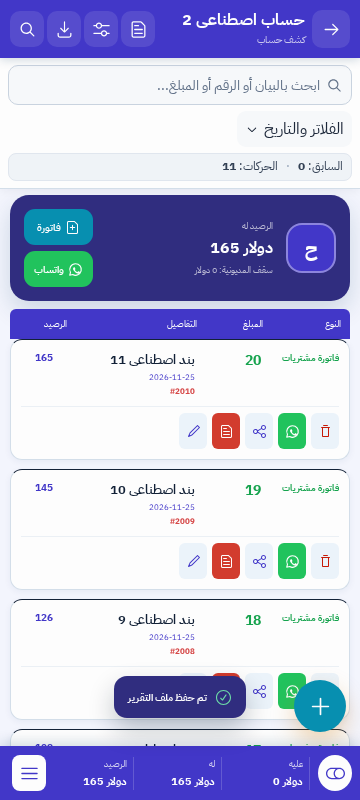 حساب اصطناعي 2
كشف حساب
ابحث بالبيان أو الرقم أو المبلغ...
الفلاتر والتاريخ
السابق: 0 · الحركات: 11
ح
الرصيد له
165 دولار
سقف المديونية: 0 دولار
فاتورة
واتساب
النوع المبلغ التفاصيل الرصيد
فاتورة مشتريات 20 بند اصطناعي 11 165
2026-11-25
#2010
فاتورة مشتريات 19 بند اصطناعي 10 145
2026-11-25
#2009
فاتورة مشتريات 18 بند اصطناعي 9 126
2026-11-25
#2008
تم حفظ ملف التقرير
عليه له الرصيد
0 دولار 165 دولار 165 دولار